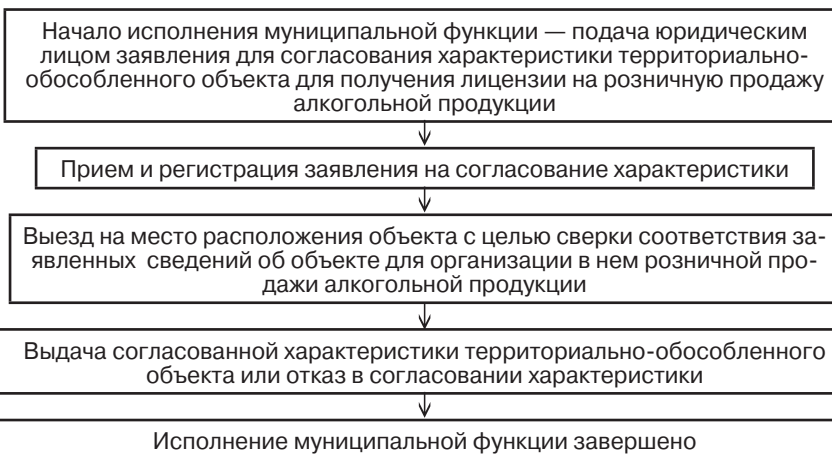 Начало исполнения муниципальной функции — подача юридическим
лицом заявления для согласования характеристики территориально-
обособленного объекта для получения лицензии на розничную продажу
алкогольной продукции
Прием и регистрация заявления на согласование характеристики
Выезд на место расположения объекта с целью сверки соответствия за-
явленных сведений об объекте для организации в нем розничной про-
дажи алкогольной продукции
Выдача согласованной характеристики территориально-обособленного
объекта или отказ в согласовании характеристики
Исполнение муниципальной функции завершено